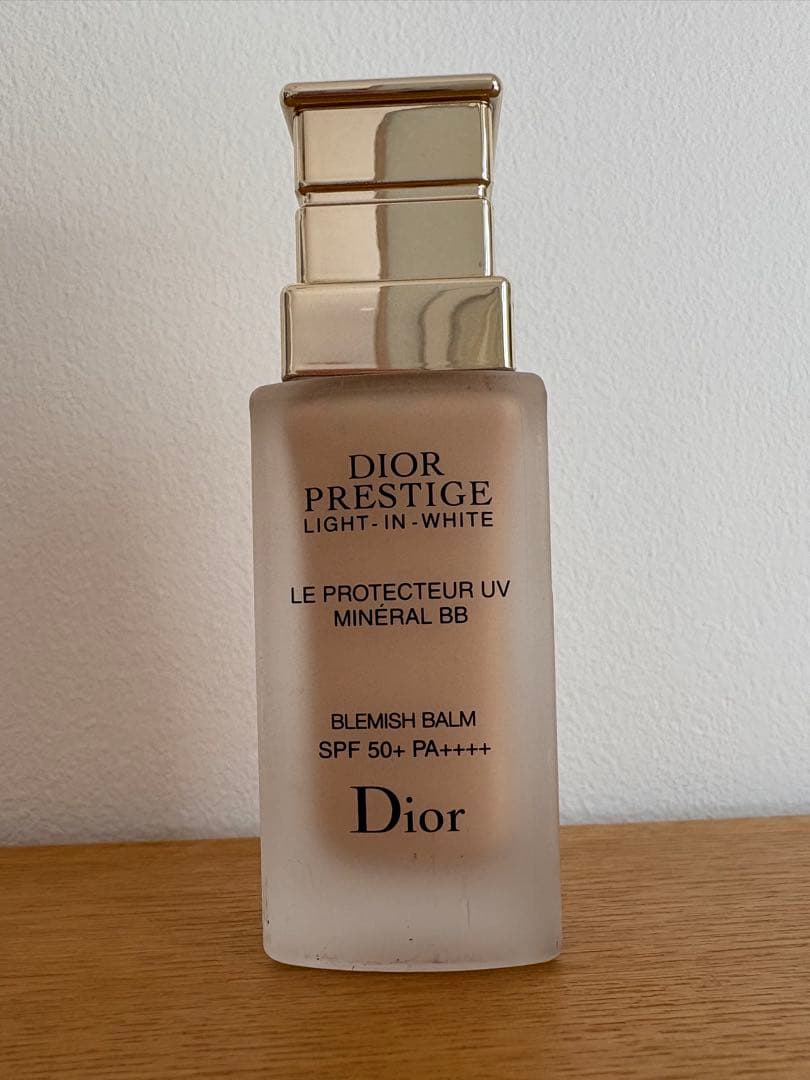 DIOR
PRESTIGE
LIGHT-IN-WHITE
LE PROTECTEUR UV
MINÉRAL BB
BLEMISH BALM
SPF 50+ PA++++
Dior